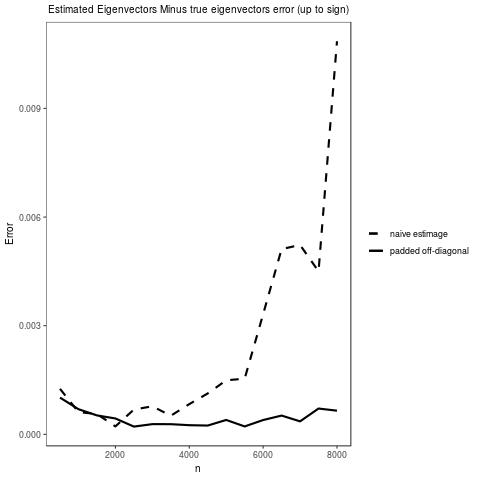 Estimated Eigenvectors Minus true eigenvectors error (up to sign)
0.009
0.006
0.003
0.000
Error
2000
4000
6000
8000
n
naive estimage
padded off-diagonal